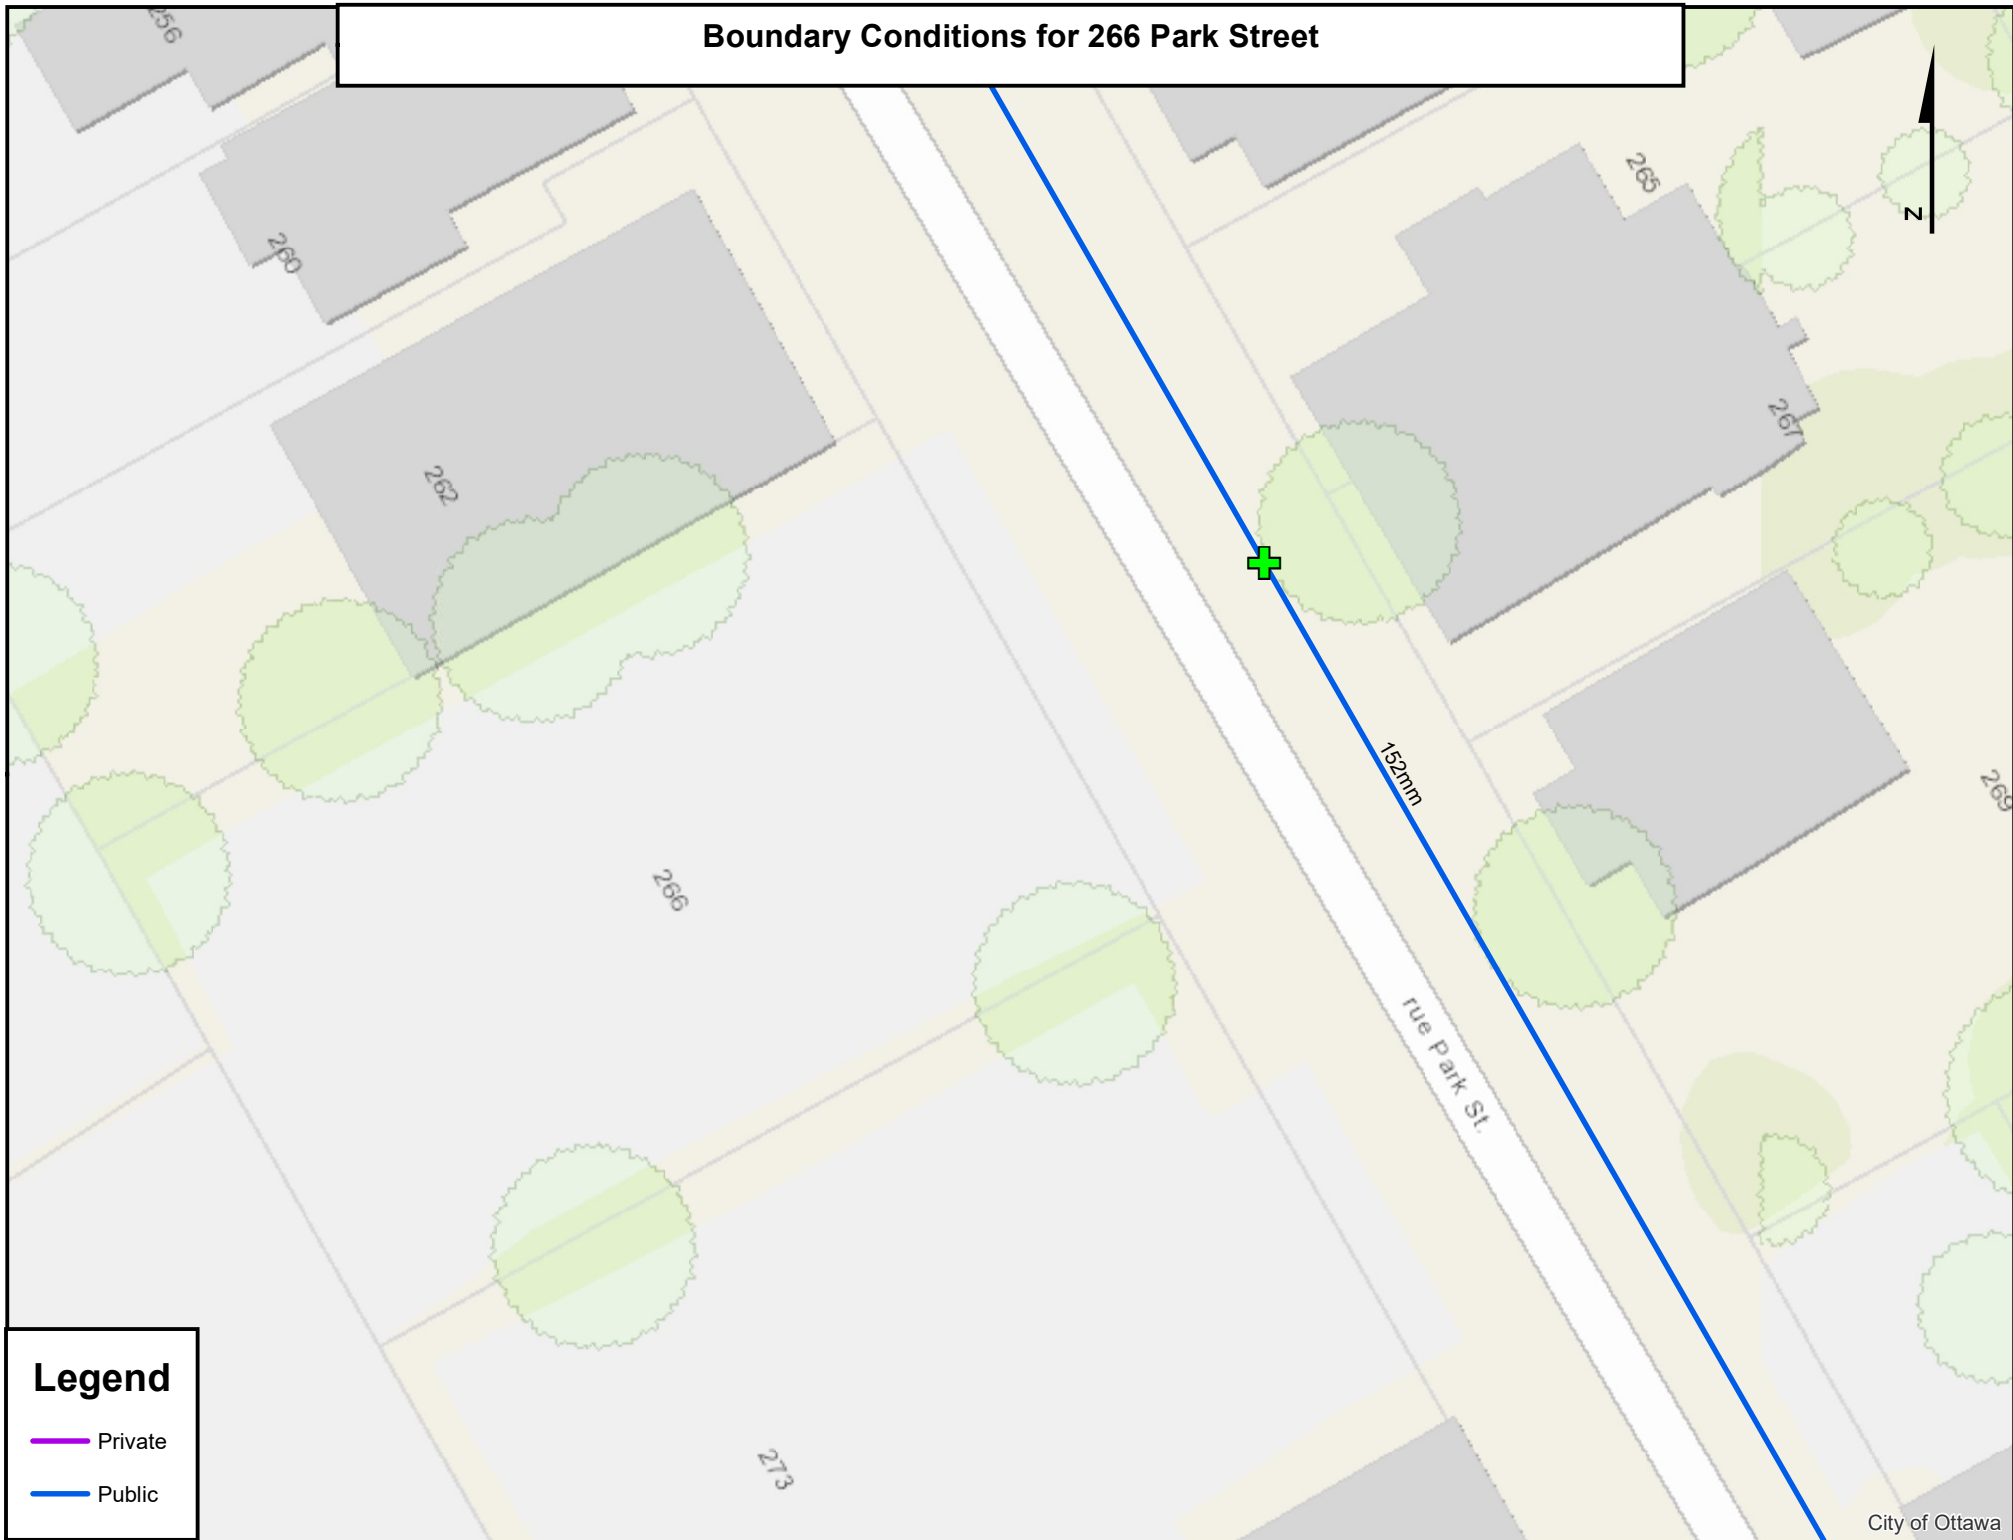 Boundary Conditions for 266 Park Street
256
260
262
265
267
N
152mm
269
266
rue Park St.
273
Legend
Private
Public
City of Ottawa